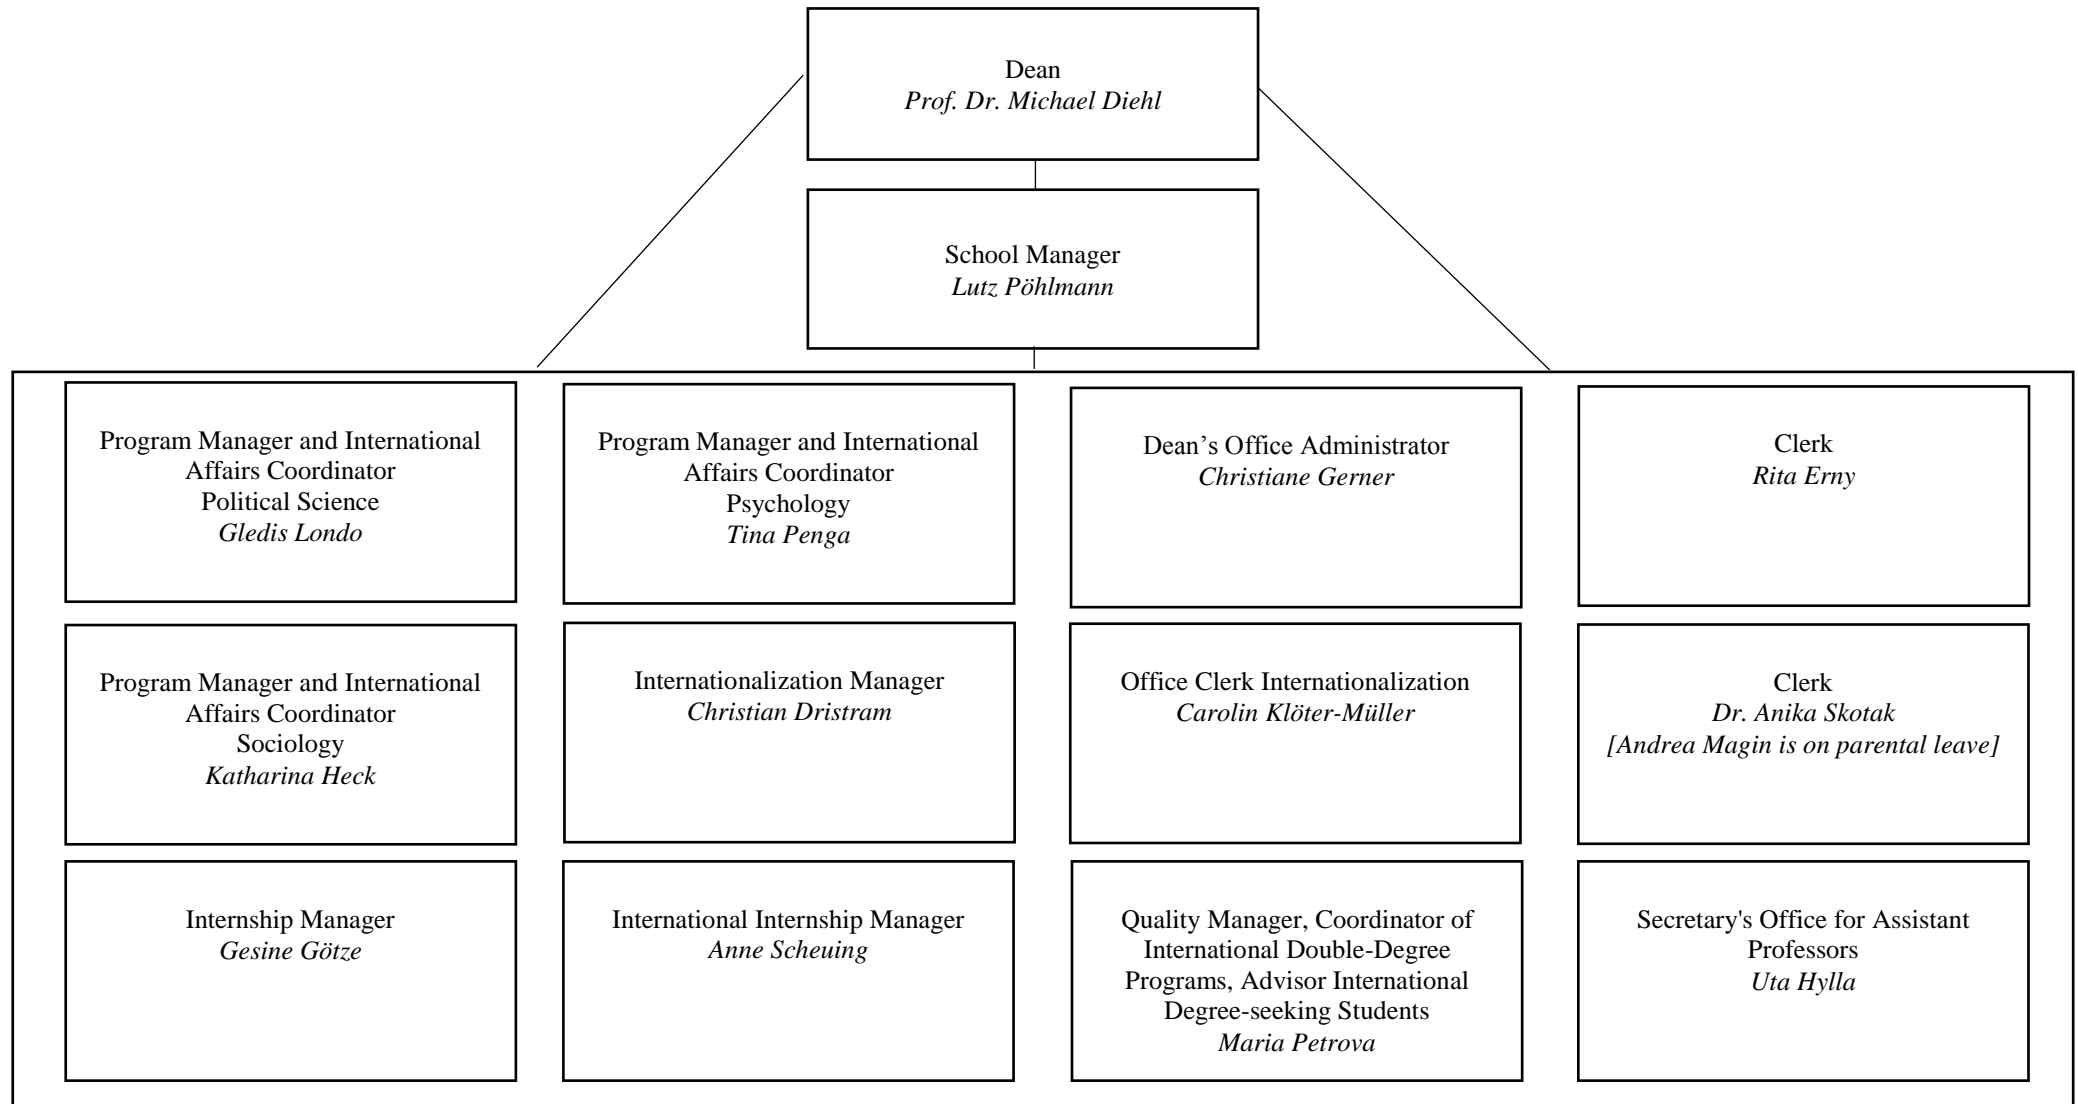 Dean
Prof. Dr. Michael Diehl
School Manager
Lutz Pöhlmann
Program Manager and International
Affairs Coordinator
Political Science
Gledis Londo
Program Manager and International
Affairs Coordinator
Psychology
Tina Penga
Dean’s Office Administrator
Christiane Gerner
Clerk
Rita Erny
Program Manager and International
Affairs Coordinator
Sociology
Katharina Heck
Internationalization Manager
Christian Dristram
Office Clerk Internationalization
Carolin Klöter-Müller
Clerk
Dr. Anika Skotak
[Andrea Magin is on parental leave]
Internship Manager
Gesine Götze
International Internship Manager
Anne Scheuing
Quality Manager, Coordinator of
International Double-Degree
Programs, Advisor International
Degree-seeking Students
Maria Petrova
Secretary's Office for Assistant
Professors
Uta Hylla